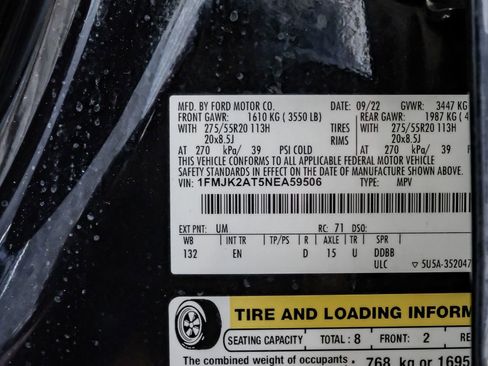 MFD. BY FORD MOTOR CO. DATE: 09/22 GVWR: 3447 KG
FRONT GAWR: 1610 KG ( 3550 LB) REAR GAWR: 1987 KG (
WITH 275/55R20 113H TIRES WITH 275/55R20 113H
20x8.5J RIMS 20x8.5J
AT 270 kPa/ 39 PSI COLD AT 270 kPa/ 39
THIS VEHICLE CONFORMS TO ALL APPLICABLE FEDERAL MOTOR VEHICLE
SAFETY STANDARDS IN EFFECT ON THE DATE OF MANUFACTURE SHOWN
VIN: 1FMJK2AT5NEA59506 TYPE: MPV
EXT PNT: UM RC: 71 DSO:
WB INT TR TP/PS R AXLE TR SPR
132 EN D 15 U DDBB
ULC ▽ 5U5A-352047
TIRE AND LOADING INFORM
SEATING CAPACITY TOTAL : 8 FRONT: 2
The combined weight of occupants 768 kg or 1695